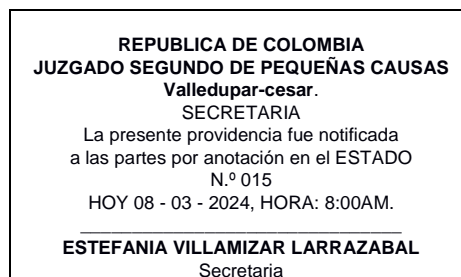 REPUBLICA DE COLOMBIA
JUZGADO SEGUNDO DE PEQUEÑAS CAUSAS
Valledupar-cesar.
SECRETARIA
La presente providencia fue notificada
a las partes por anotación en el ESTADO
N.º 015
HOY 08 - 03 - 2024, HORA: 8:00AM.
_________________________________
ESTEFANIA VILLAMIZAR LARRAZABAL
Secretaria